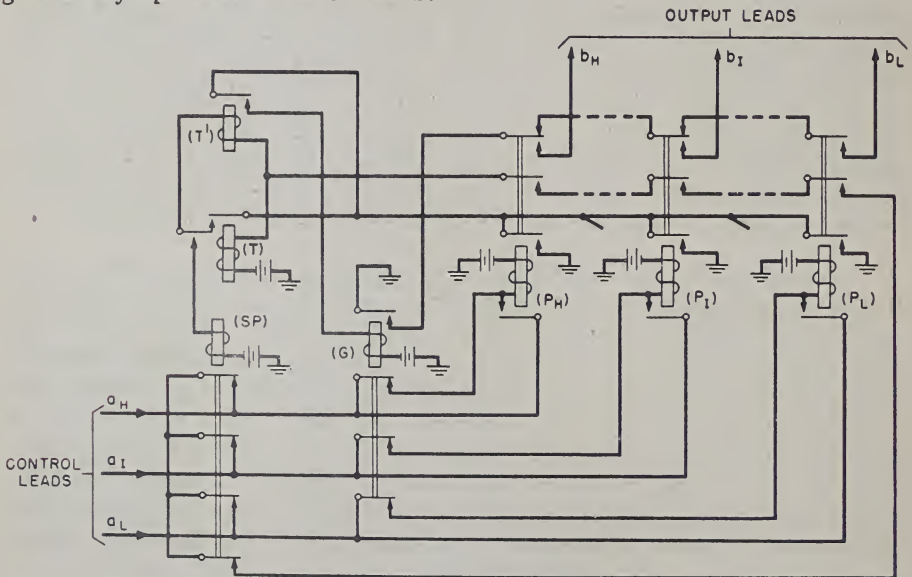 OUTPUT LEADS
b_H
b_I
b_L
(T')
(T)
(SP)
(G)
(P_H)
(P_I)
(P_L)
a_H
a_I
a_L
CONTROL
LEADS